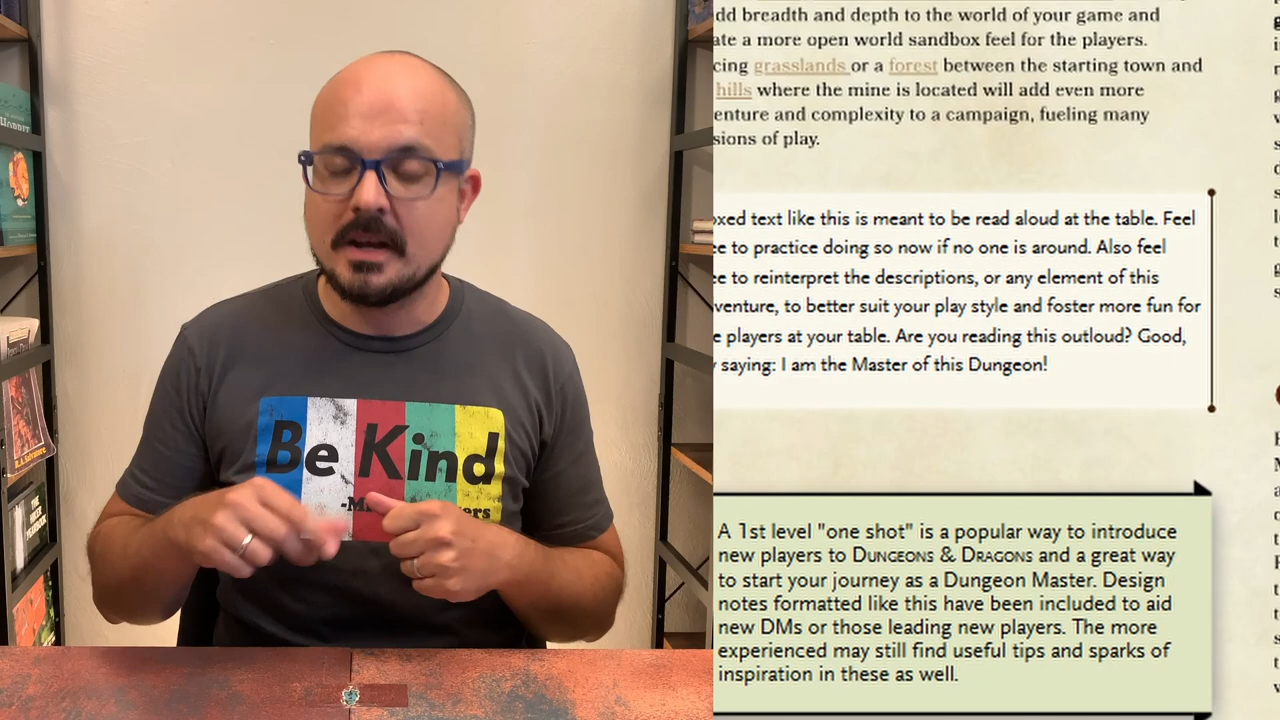 dd breadth and depth to the world of your game and
ate a more open world sandbox feel for the players.
cing grasslands or a forest between the starting town and
hills where the mine is located will add even more
enture and complexity to a campaign, fueling many
sions of play.
oxed text like this is meant to be read aloud at the table. Feel
ee to practice doing so now if no one is around. Also feel
ee to reinterpret the descriptions, or any element of this
venture, to better suit your play style and foster more fun for
e players at your table. Are you reading this outloud? Good,
saying: I am the Master of this Dungeon!
A 1st level "one shot" is a popular way to introduce
new players to DUNGEONS & DRAGONS and a great way
to start your journey as a Dungeon Master. Design
notes formatted like this have been included to aid
new DMs or those leading new players. The more
experienced may still find useful tips and sparks of
inspiration in these as well.
Be Kind
HOBBIT
R.A. Salvatore